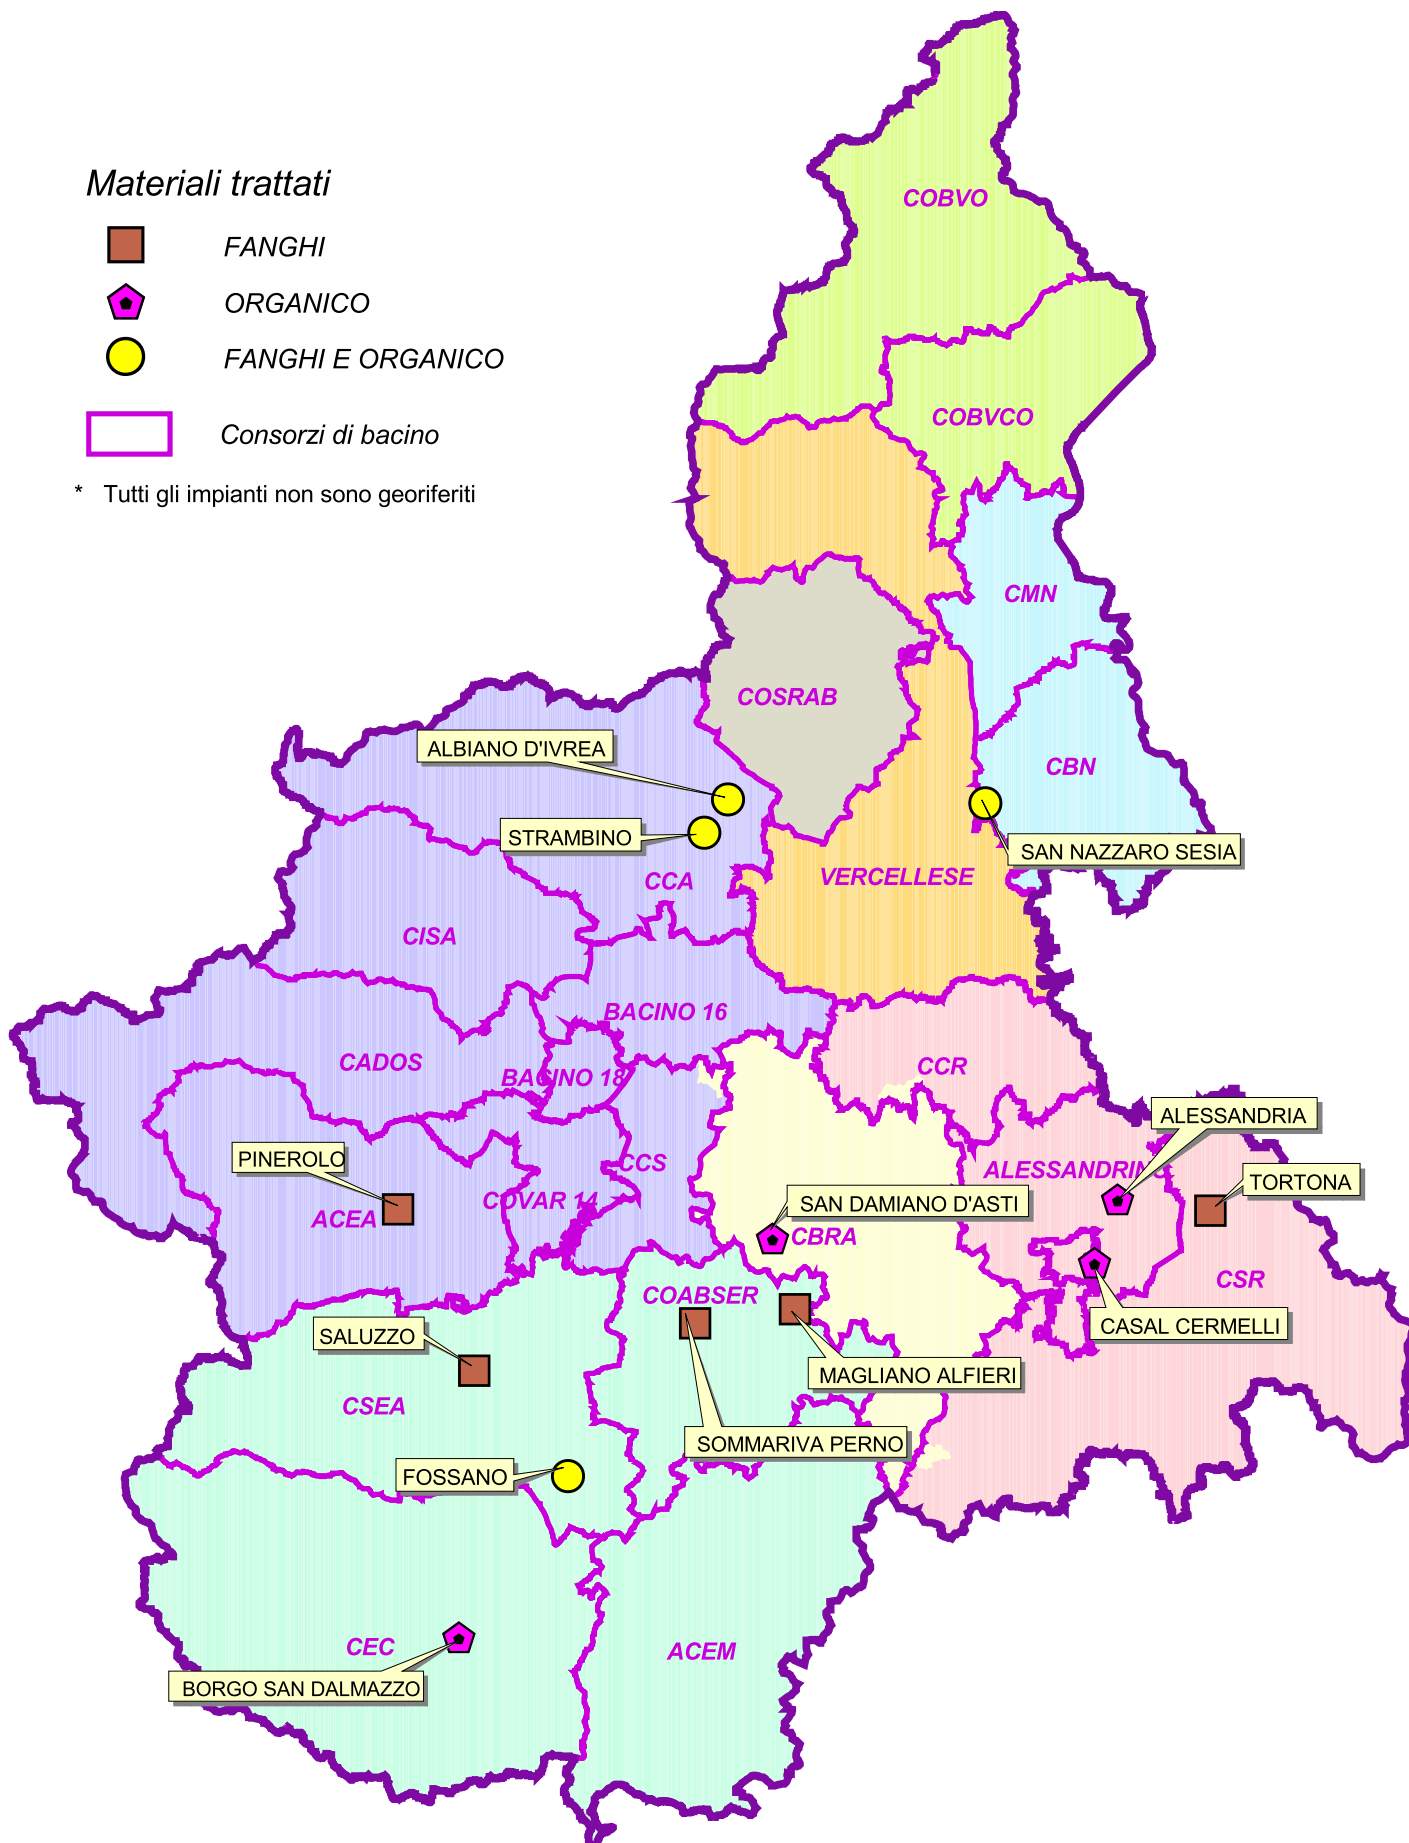 Materiali trattati
FANGHI
ORGANICO
FANGHI E ORGANICO
Consorzi di bacino
* Tutti gli impianti non sono georiferiti
COBVO
COBVCO
CMN
COSRAB
ALBIANO D'IVREA
CBN
STRAMBINO
SAN NAZZARO SESIA
CCA
VERCELLESE
CISA
BACINO 16
CADOS
CCR
BACINO 18
ALESSANDRIA
PINEROLO
CCS
ALESSANDRINO
TORTONA
COVAR 14
SAN DAMIANO D'ASTI
ACEA
CBRA
CSR
COABSER
SALUZZO
CASAL CERMELLI
MAGLIANO ALFIERI
CSEA
SOMMARIVA PERNO
FOSSANO
CEC
ACEM
BORGO SAN DALMAZZO